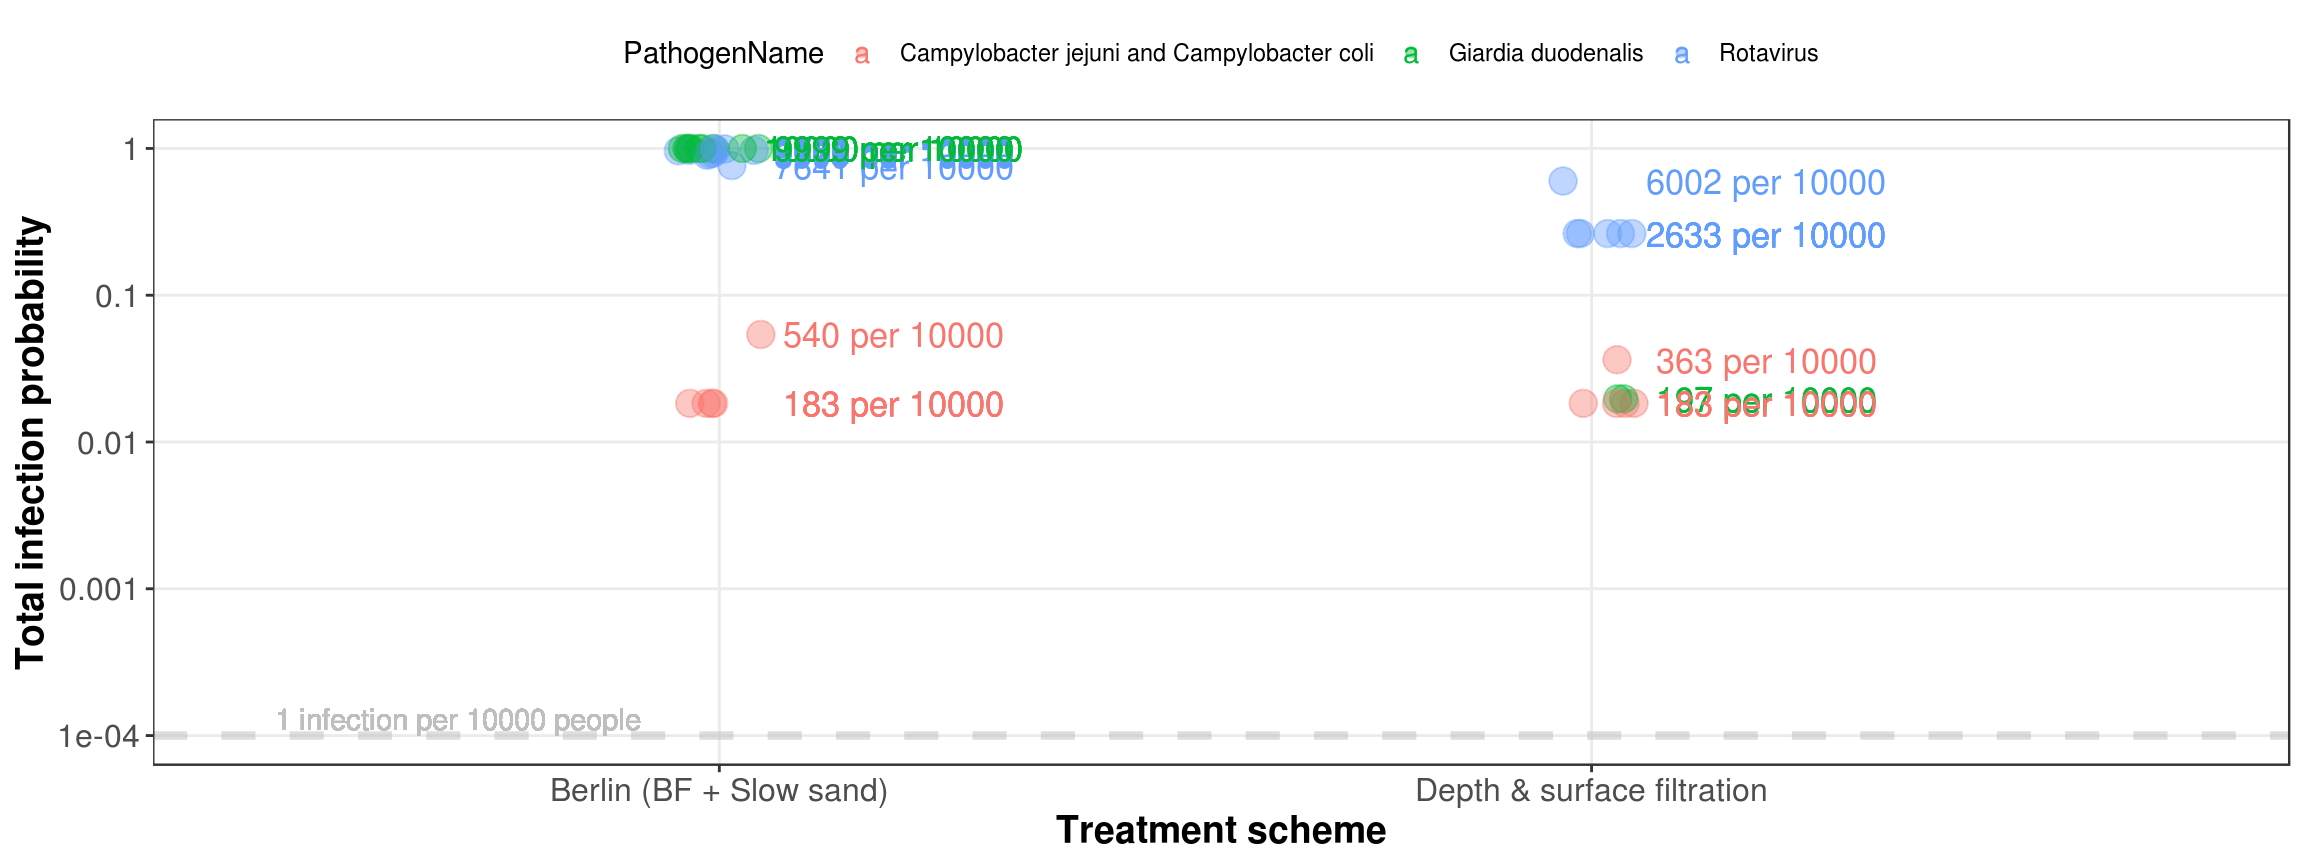 PathogenName a Campylobacter jejuni and Campylobacter coli a Giardia duodenalis a Rotavirus
Total infection probability
1
0.1
0.01
0.001
1e-04
per 10000
7641 per 10000
6002 per 10000
2633 per 10000
540 per 10000
363 per 10000
183 per 10000
197 per 10000
183 per 10000
1 infection per 10000 people
Berlin (BF + Slow sand)
Depth & surface filtration
Treatment scheme